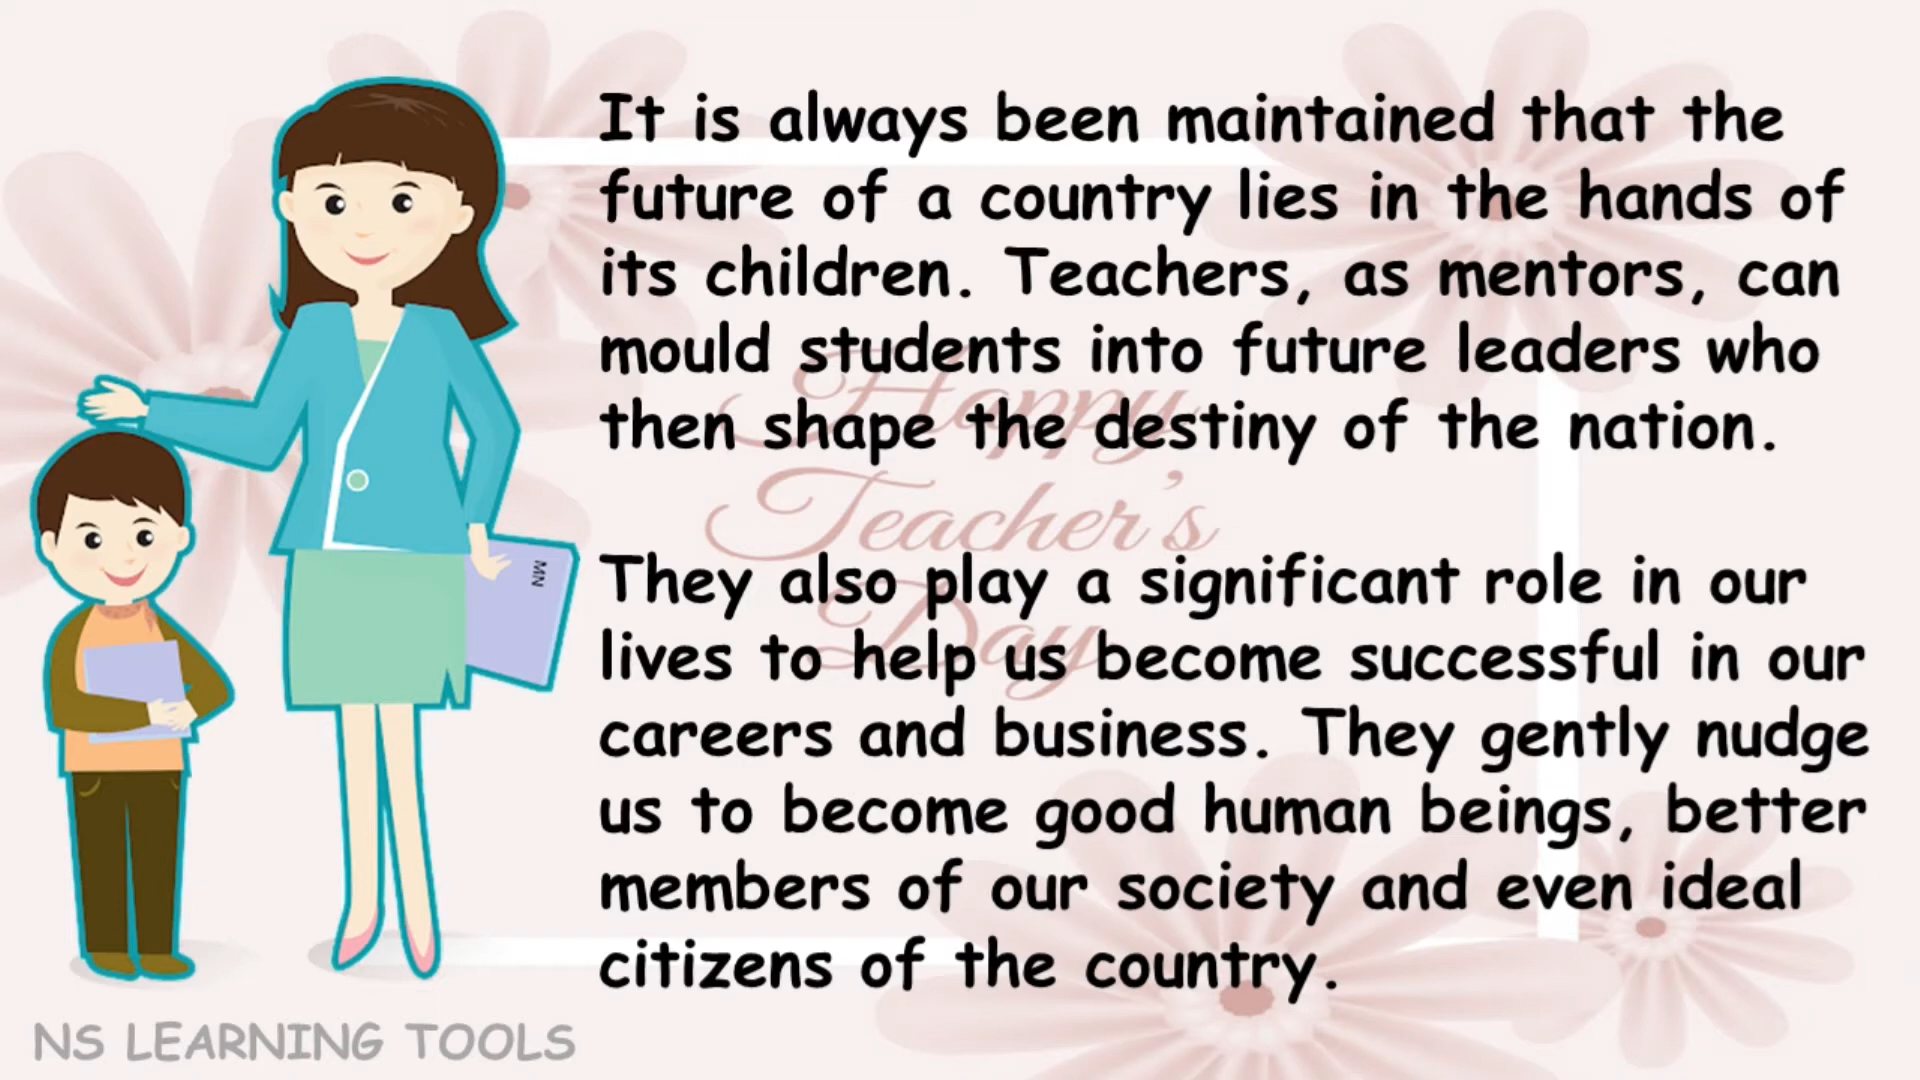 It is always been maintained that the
future of a country lies in the hands of
its children. Teachers, as mentors, can
mould students into future leaders who
then shape the destiny of the nation.
Happy
Teacher's
Day
They also play a significant role in our
lives to help us become successful in our
careers and business. They gently nudge
us to become good human beings, better
members of our society and even ideal
citizens of the country.
MN
NS LEARNING TOOLS